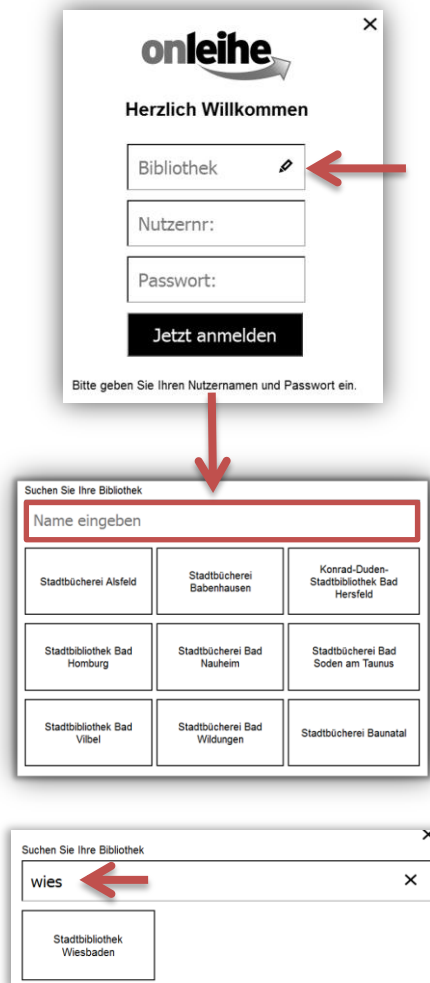 onleihe
Herzlich Willkommen
Bibliothek
Nutzernr:
Passwort:
Jetzt anmelden
Bitte geben Sie Ihren Nutzernamen und Passwort ein.
Suchen Sie Ihre Bibliothek
Name eingeben
Stadtbücherei Alsfeld
Stadtbücherei
Babenhausen
Konrad-Duden-
Stadtbibliothek Bad
Hersfeld
Stadtbibliothek Bad
Homburg
Stadtbücherei Bad
Nauheim
Stadtbücherei Bad
Soden am Taunus
Stadtbibliothek Bad
Vilbel
Stadtbücherei Bad
Wildungen
Stadtbücherei Baunatal
Suchen Sie Ihre Bibliothek
wies
Stadtbibliothek
Wiesbaden